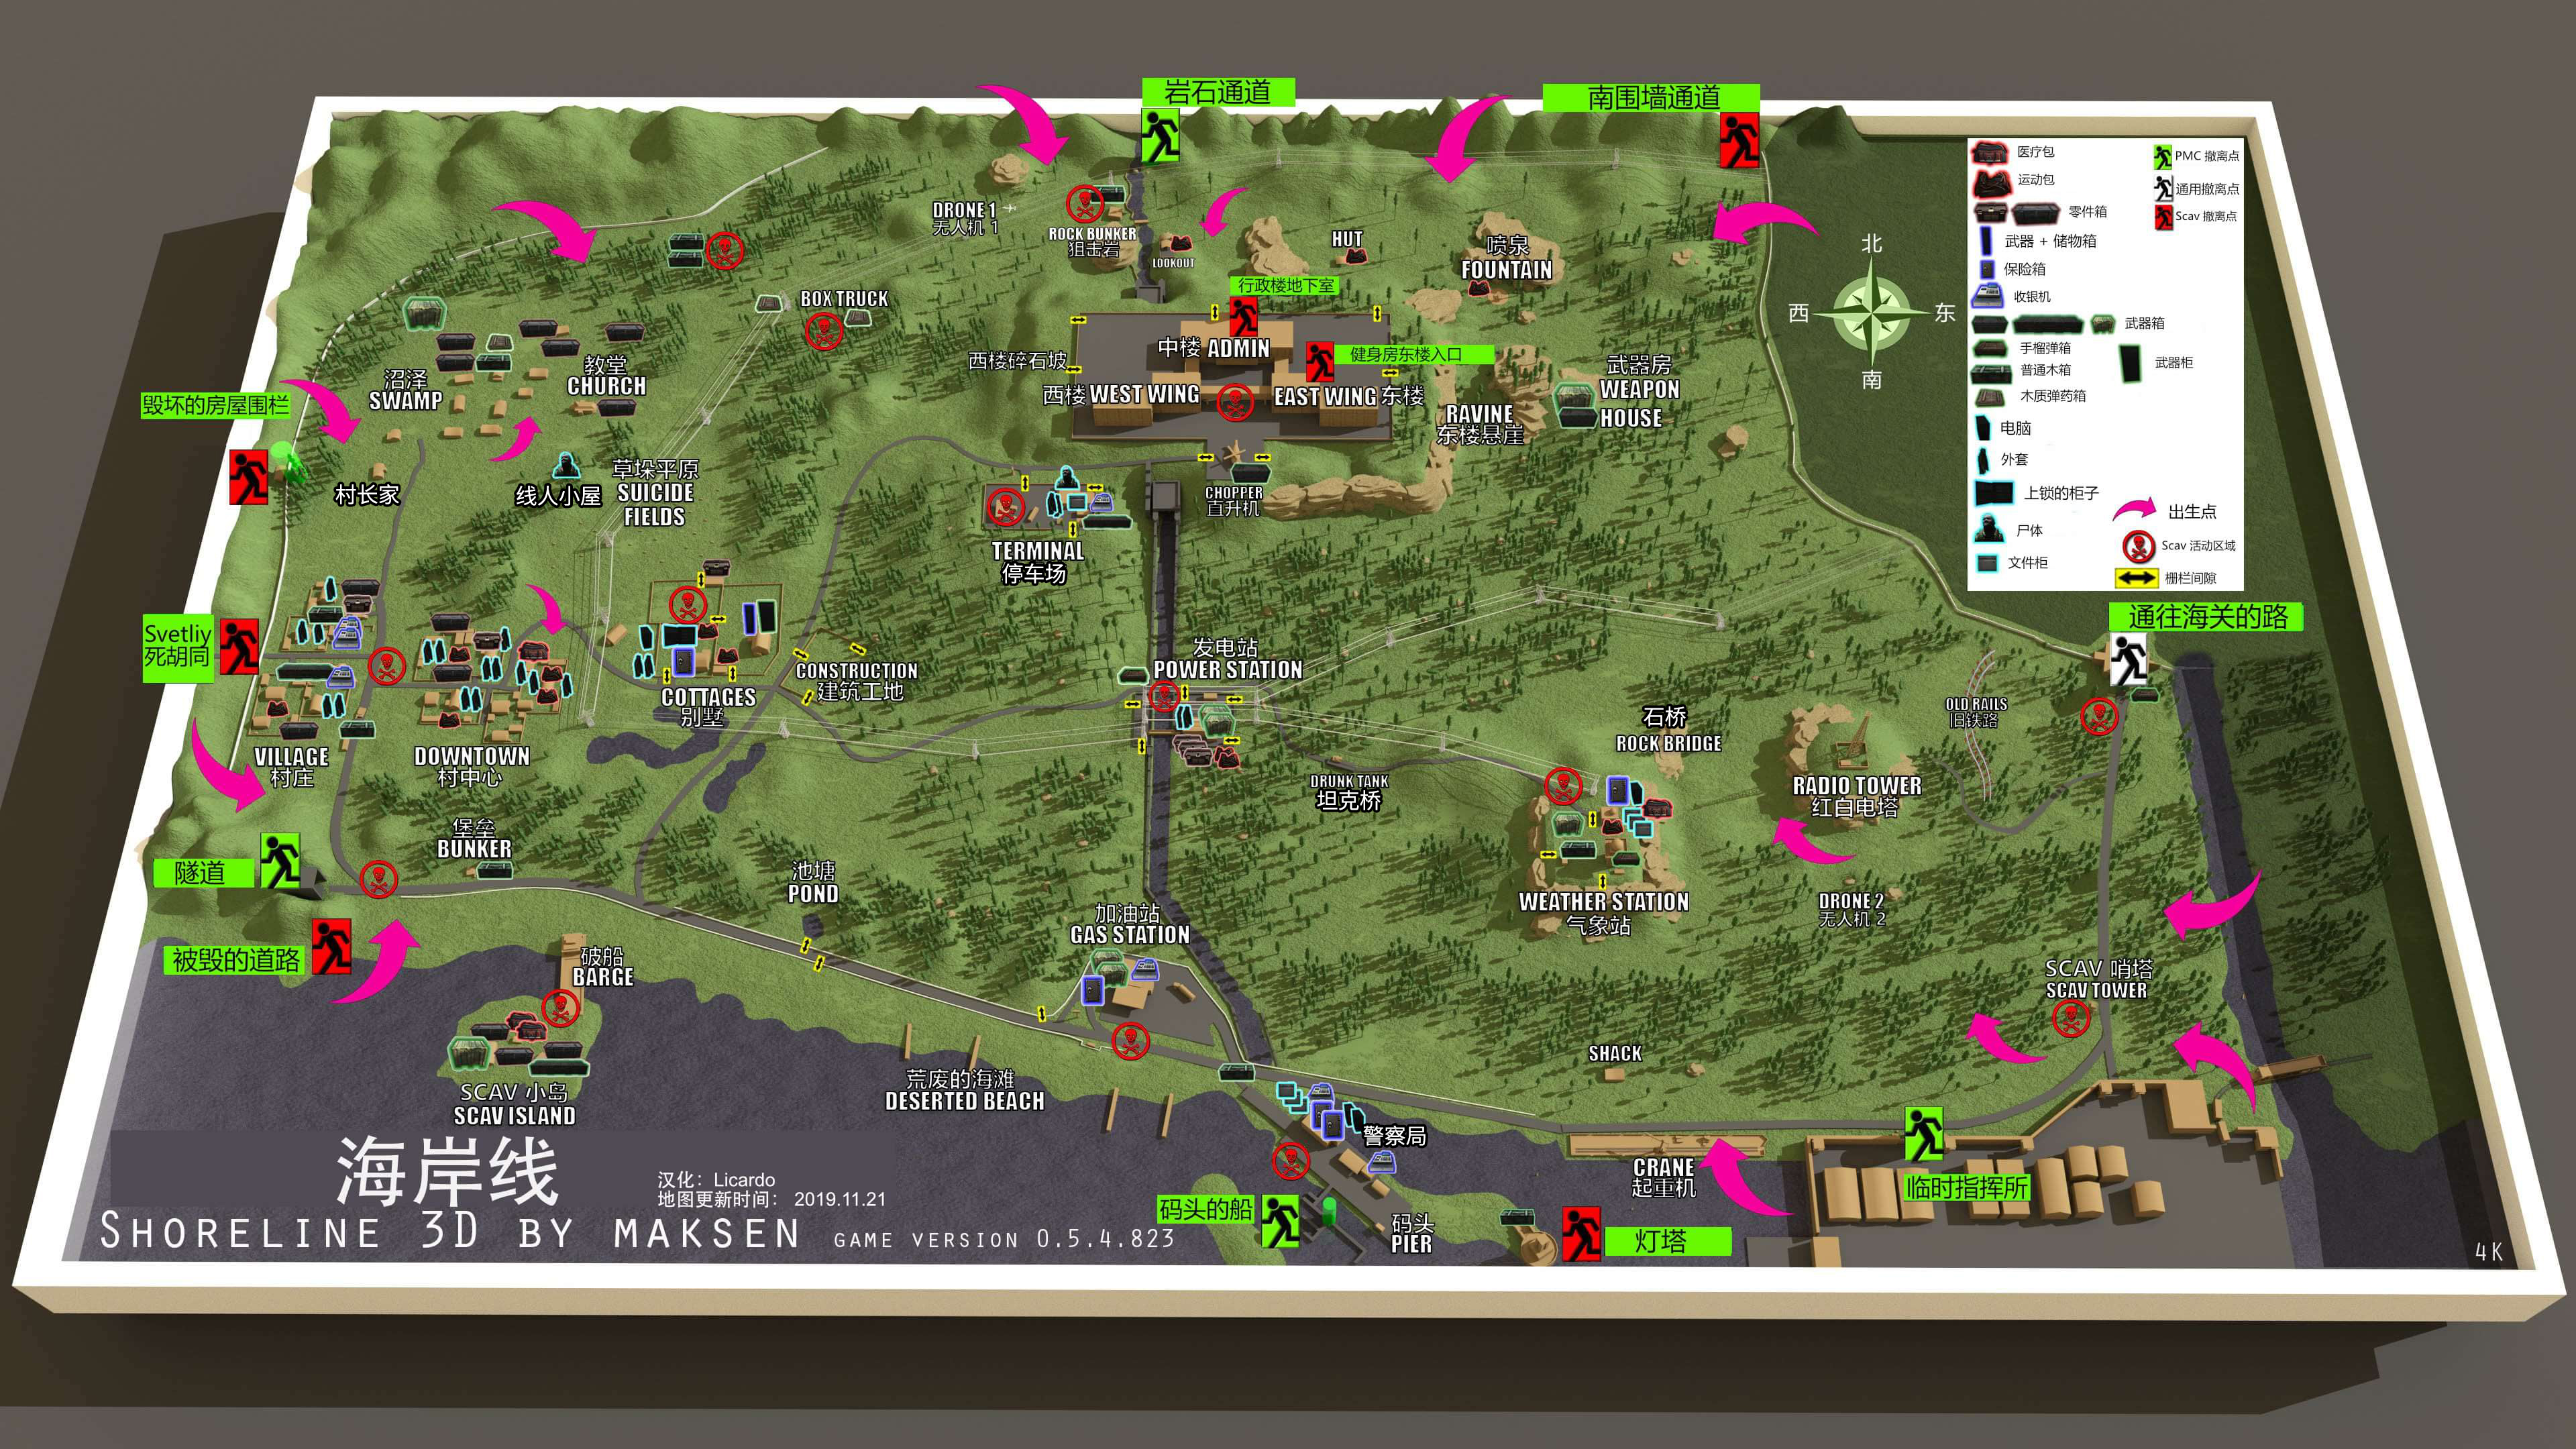 岩石通道
南围墙通道
医疗包
运动包
零件箱
武器 + 储物箱
保险箱
收银机
武器箱
手榴弹箱
普通木箱
武器柜
木质弹药箱
电脑
外套
上锁的柜子
尸体
文件柜
PMC 撤离点
通用撤离点
Scav 撤离点
出生点
Scav 活动区域
栅栏间隙
北
西
东
南
DRONE 1
无人机 1
ROCK BUNKER
狙击岩
LOOKOUT
HUT
喷泉
FOUNTAIN
行政楼地下室
BOX TRUCK
中楼 ADMIN
健身房东楼入口
西楼碎石坡
西楼 WEST WING
EAST WING 东楼
武器房
WEAPON
HOUSE
RAVINE
东楼悬崖
教堂
CHURCH
沼泽
SWAMP
毁坏的房屋围栏
村长家
线人小屋
草垛平原
SUICIDE
FIELDS
CHOPPER
直升机
TERMINAL
停车场
通往海关的路
Svetliy
死胡同
CONSTRUCTION
建筑工地
COTTAGES
别墅
发电站
POWER STATION
VILLAGE
村庄
DOWNTOWN
村中心
石桥
ROCK BRIDGE
OLD RAILS
旧铁路
DRUNK TANK
坦克桥
RADIO TOWER
红白电塔
堡垒
BUNKER
隧道
池塘
POND
WEATHER STATION
气象站
DRONE 2
无人机 2
加油站
GAS STATION
被毁的道路
破船
BARGE
SCAV 哨塔
SCAV TOWER
SHACK
SCAV 小岛
SCAV ISLAND
荒废的海滩
DESERTED BEACH
警察局
CRANE
起重机
临时指挥所
码头的船
码头
PIER
灯塔
海岸线
汉化：Licardo
地图更新时间： 2019.11.21
SHORELINE 3D BY MAKSEN GAME VERSION 0.5.4.823
4K